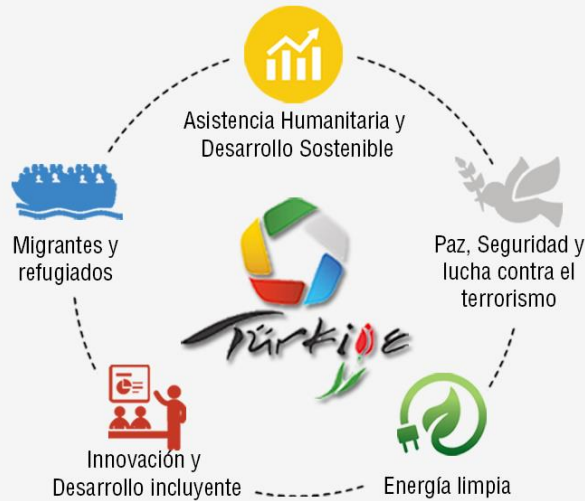 Asistencia Humanitaria y
Desarrollo Sostenible
Migrantes y
refugiados
Paz, Seguridad y
lucha contra el
terrorismo
Türkiye
Innovación y
Desarrollo incluyente
Energía limpia